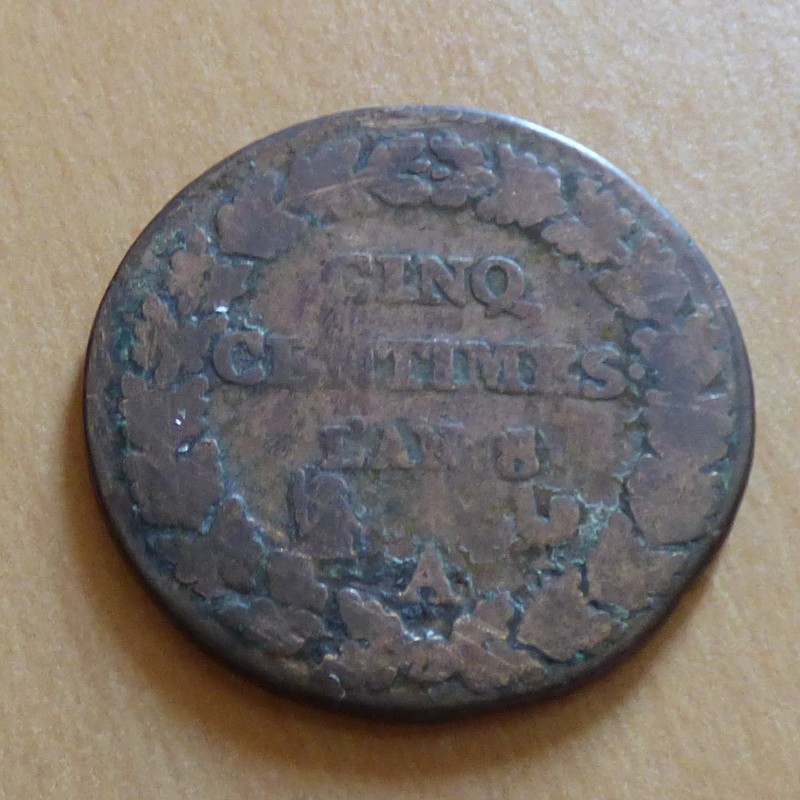 CINQ
CENTIMES.
L'AN 8
A